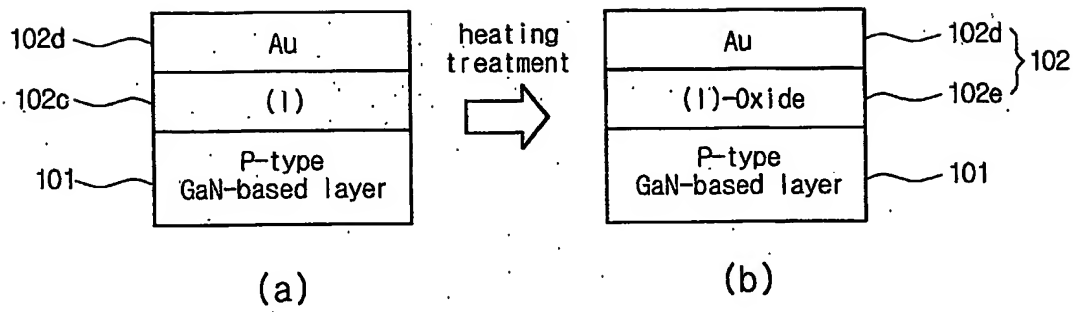 102d
Au
102c
(I)
101
P-type
GaN-based layer
(a)
heating
treatment
Au
102d
102
(I)-Oxide
102e
P-type
GaN-based layer
101
(b)